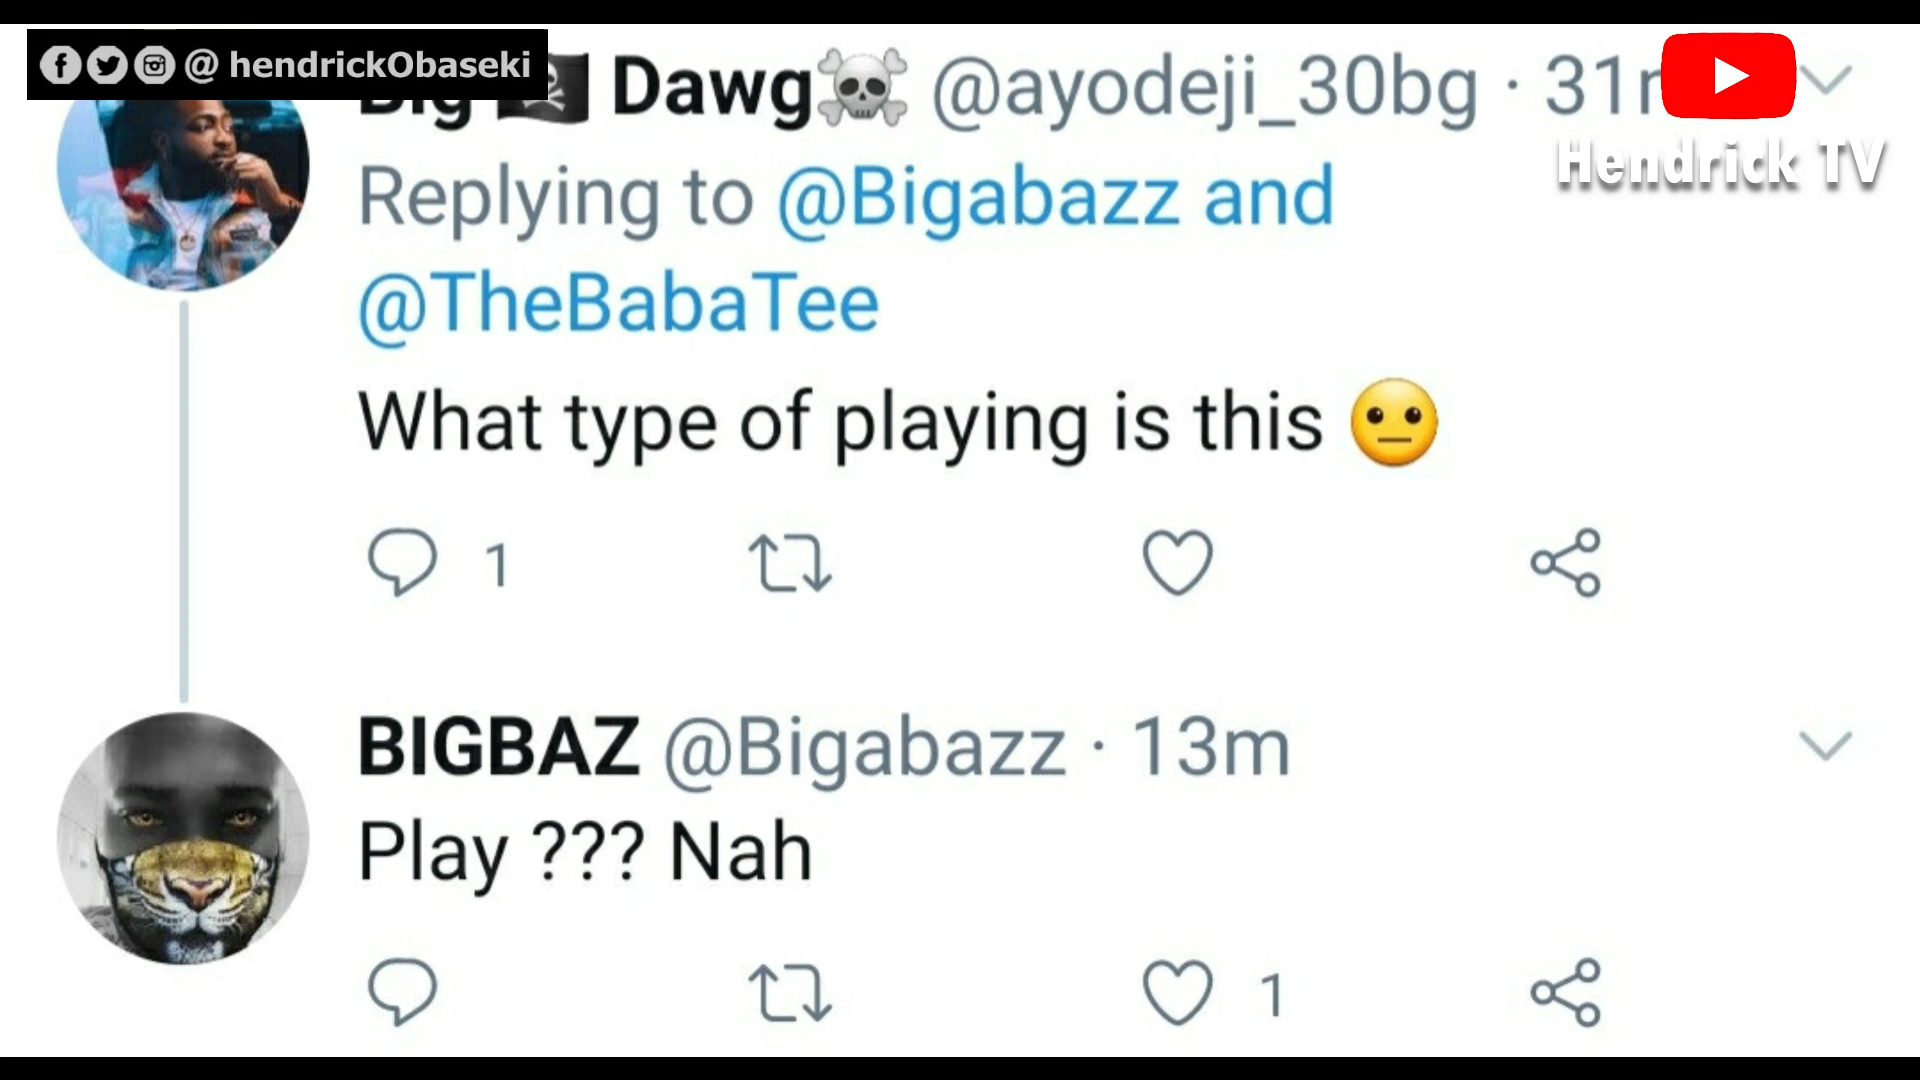 @ hendrickObaseki
Big 🏴‍☠️ Dawg☠️ @ayodeji_30bg · 31
Hendrick TV
Replying to @Bigabazz and
@TheBabaTee
What type of playing is this 😐
1
BIGBAZ @Bigabazz · 13m
Play ??? Nah
1